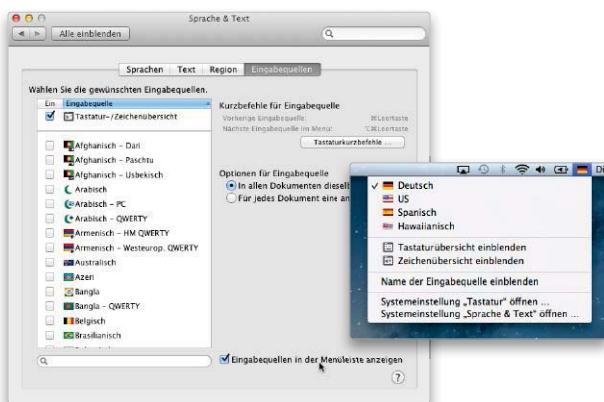 Sprache & Text
Alle einblenden
Sprachen Text Region Eingabequellen
Wählen Sie die gewünschten Eingabequellen.
Ein Eingabequelle
Tastatur-/Zeichenübersicht
Afghanisch – Dari
Afghanisch – Paschtu
Afghanisch – Usbekisch
Arabisch
Arabisch – PC
Arabisch – QWERTY
Armenisch – HM QWERTY
Armenisch – Westeurop. QWERTY
Australisch
Azeri
Bangla
Bangla – QWERTY
Belgisch
Brasilianisch
Kurzbefehle für Eingabequelle
Vorherige Eingabequelle: ⌘Leertaste
Nächste Eingabequelle im Menü: ⌥⌘Leertaste
Tastaturkurzbefehle ...
Optionen für Eingabequelle
In allen Dokumenten dieselb
Für jedes Dokument eine an
Eingabequellen in der Menüleiste anzeigen
?
Di
✓ Deutsch
US
Spanisch
Hawaiianisch
Tastaturübersicht einblenden
Zeichenübersicht einblenden
Name der Eingabequelle einblenden
Systemeinstellung „Tastatur“ öffnen ...
Systemeinstellung „Sprache & Text“ öffnen ...